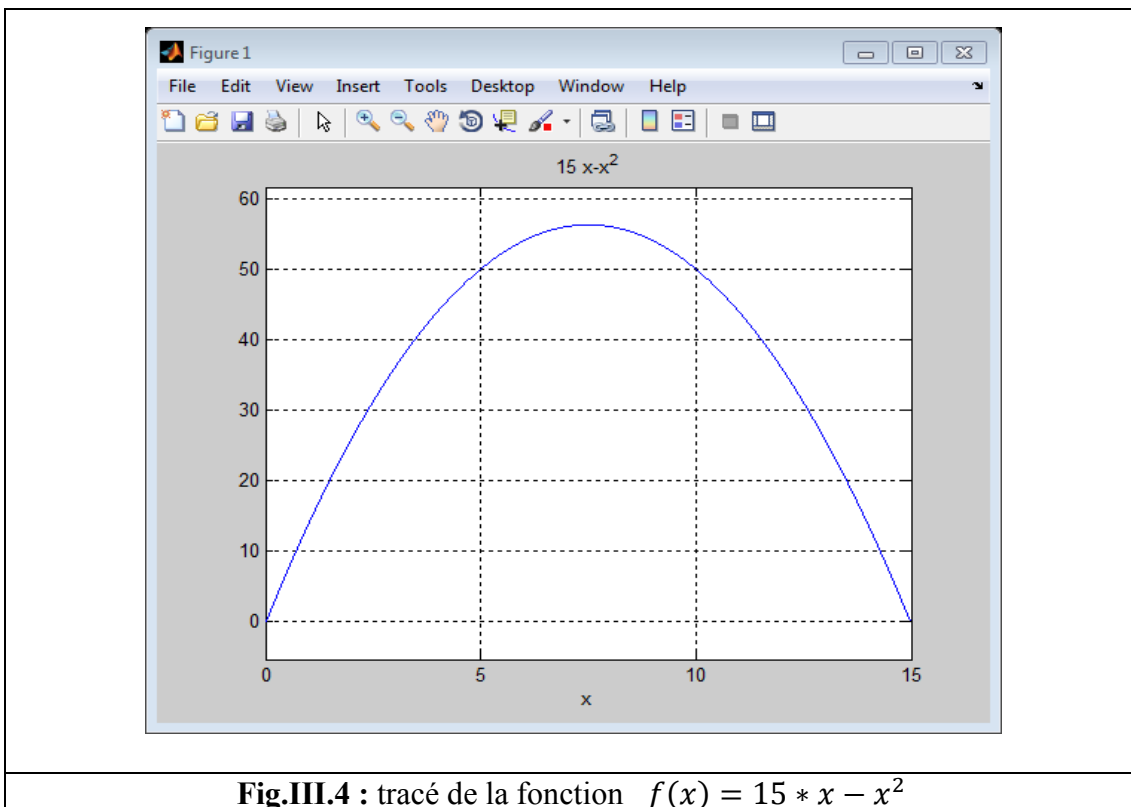 Figure 1
File Edit View Insert Tools Desktop Window Help
15 x-x²
60
50
40
30
20
10
0
0 5 10 15
x
Fig.III.4 : tracé de la fonction f(x) = 15 * x − x²